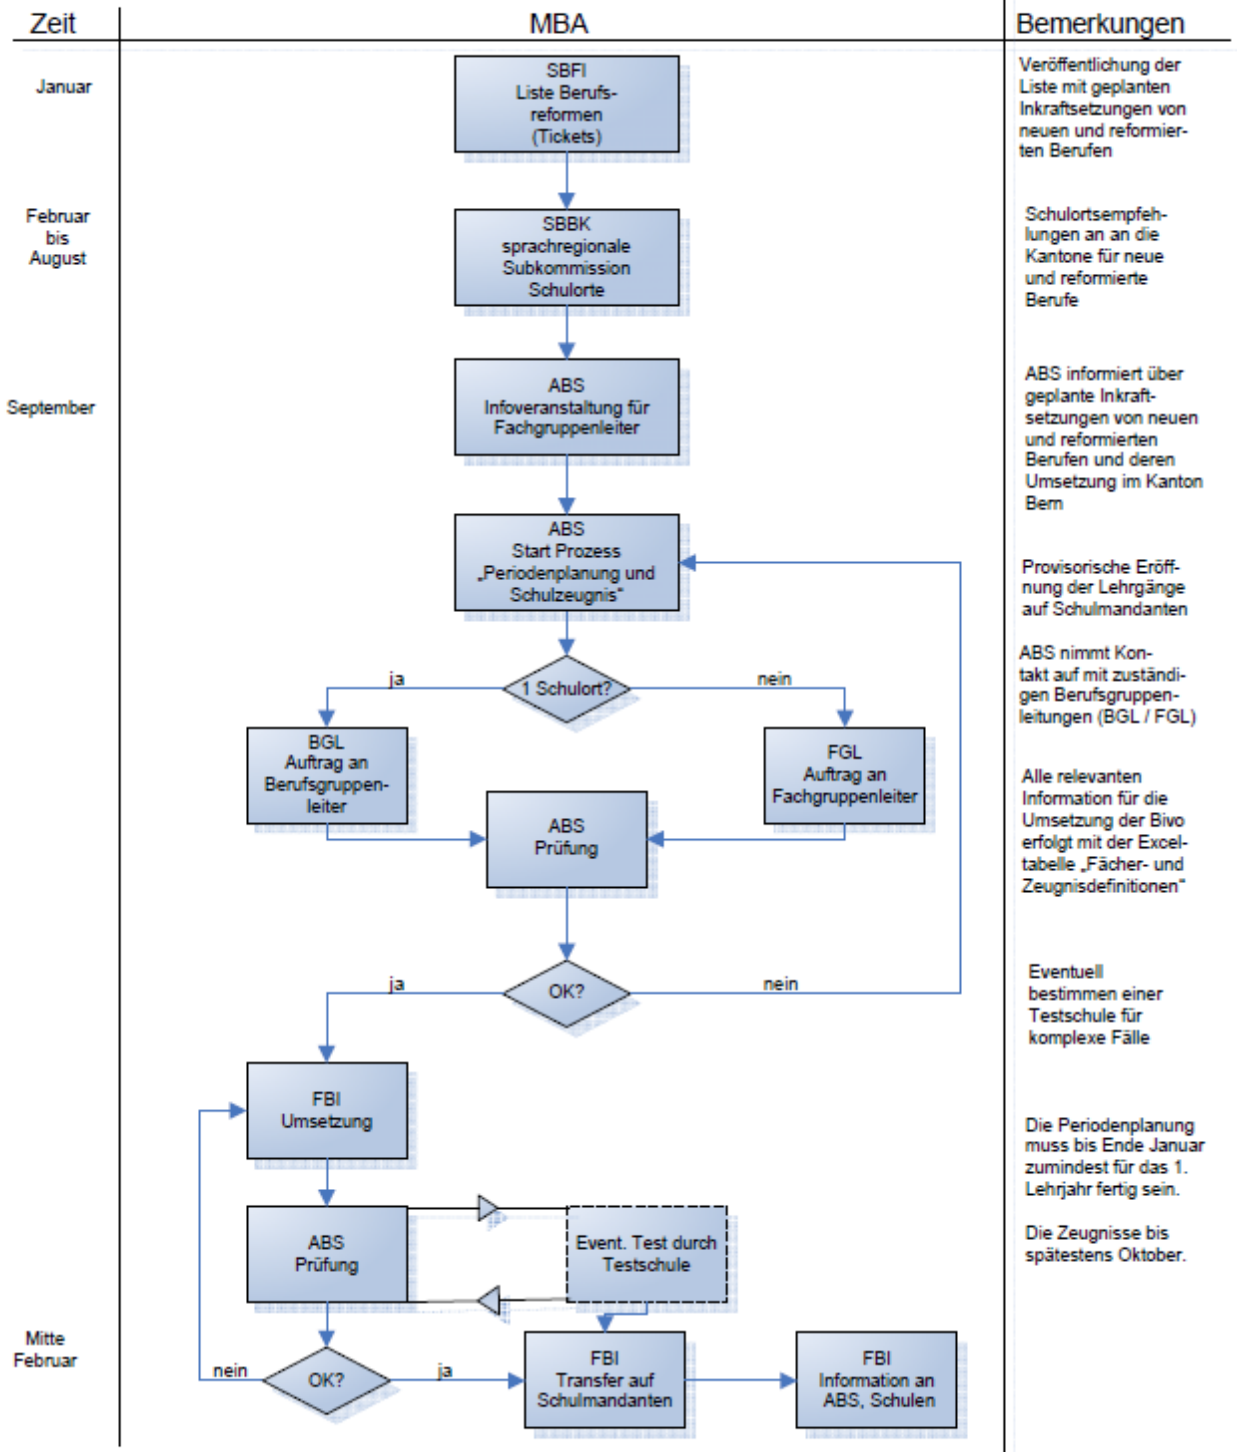 Zeit
MBA
Bemerkungen
Januar
SBFI
Liste Berufs-
reformen
(Tickets)
Veröffentlichung der
Liste mit geplanten
Inkraftsetzungen von
neuen und reformier-
ten Berufen
Februar
bis
August
SBBK
sprachregionale
Subkommission
Schulorte
Schulortsempfeh-
lungen an an die
Kantone für neue
und reformierte
Berufe
September
ABS
Infoveranstaltung für
Fachgruppenleiter
ABS informiert über
geplante Inkraft-
setzungen von neuen
und reformierten
Berufen und deren
Umsetzung im Kanton
Bern
ABS
Start Prozess
„Periodenplanung und
Schulzeugnis“
Provisorische Eröff-
nung der Lehrgänge
auf Schulmandanten
ja
1 Schulort?
nein
ABS nimmt Kon-
takt auf mit zuständi-
gen Berufsgruppen-
leitungen (BGL / FGL)
BGL
Auftrag an
Berufsgruppen-
leiter
FGL
Auftrag an
Fachgruppenleiter
ABS
Prüfung
Alle relevanten
Information für die
Umsetzung der Bivo
erfolgt mit der Excel-
tabelle „Fächer- und
Zeugnisdefinitionen“
ja
OK?
nein
Eventuell
bestimmen einer
Testschule für
komplexe Fälle
FBI
Umsetzung
Die Periodenplanung
muss bis Ende Januar
zumindest für das 1.
Lehrjahr fertig sein.
ABS
Prüfung
Event. Test durch
Testschule
Die Zeugnisse bis
spätestens Oktober.
Mitte
Februar
nein
OK?
ja
FBI
Transfer auf
Schulmandanten
FBI
Information an
ABS, Schulen